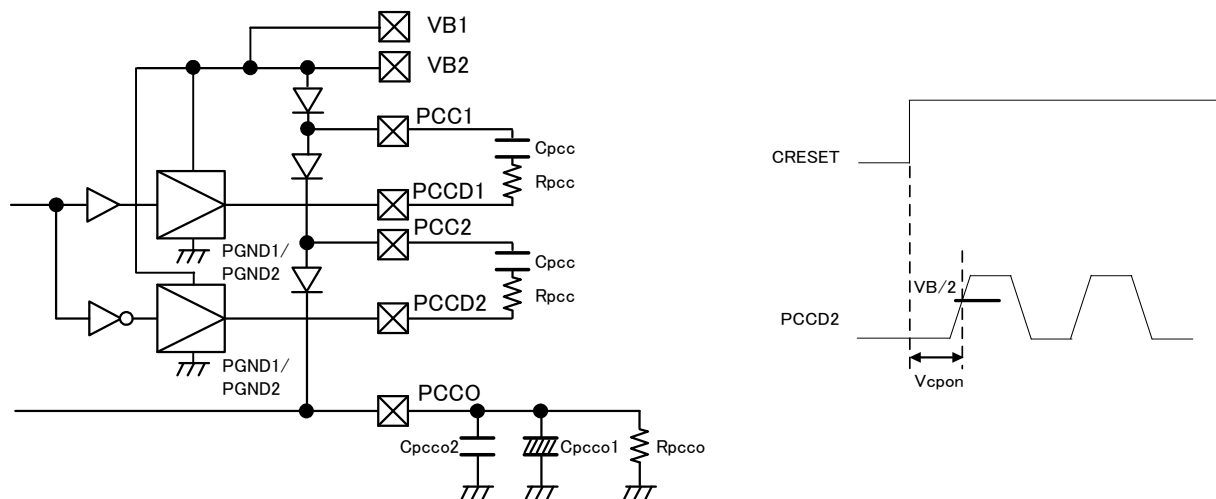 VB1
VB2
PCC1
Cpcc
Rpcc
PCCD1
PCC2
PGND1/
PGND2
Cpcc
Rpcc
PCCD2
PGND1/
PGND2
PCCO
Cpcco2
Cpcco1
Rpcco
CRESET
VB/2
PCCD2
Vcpon